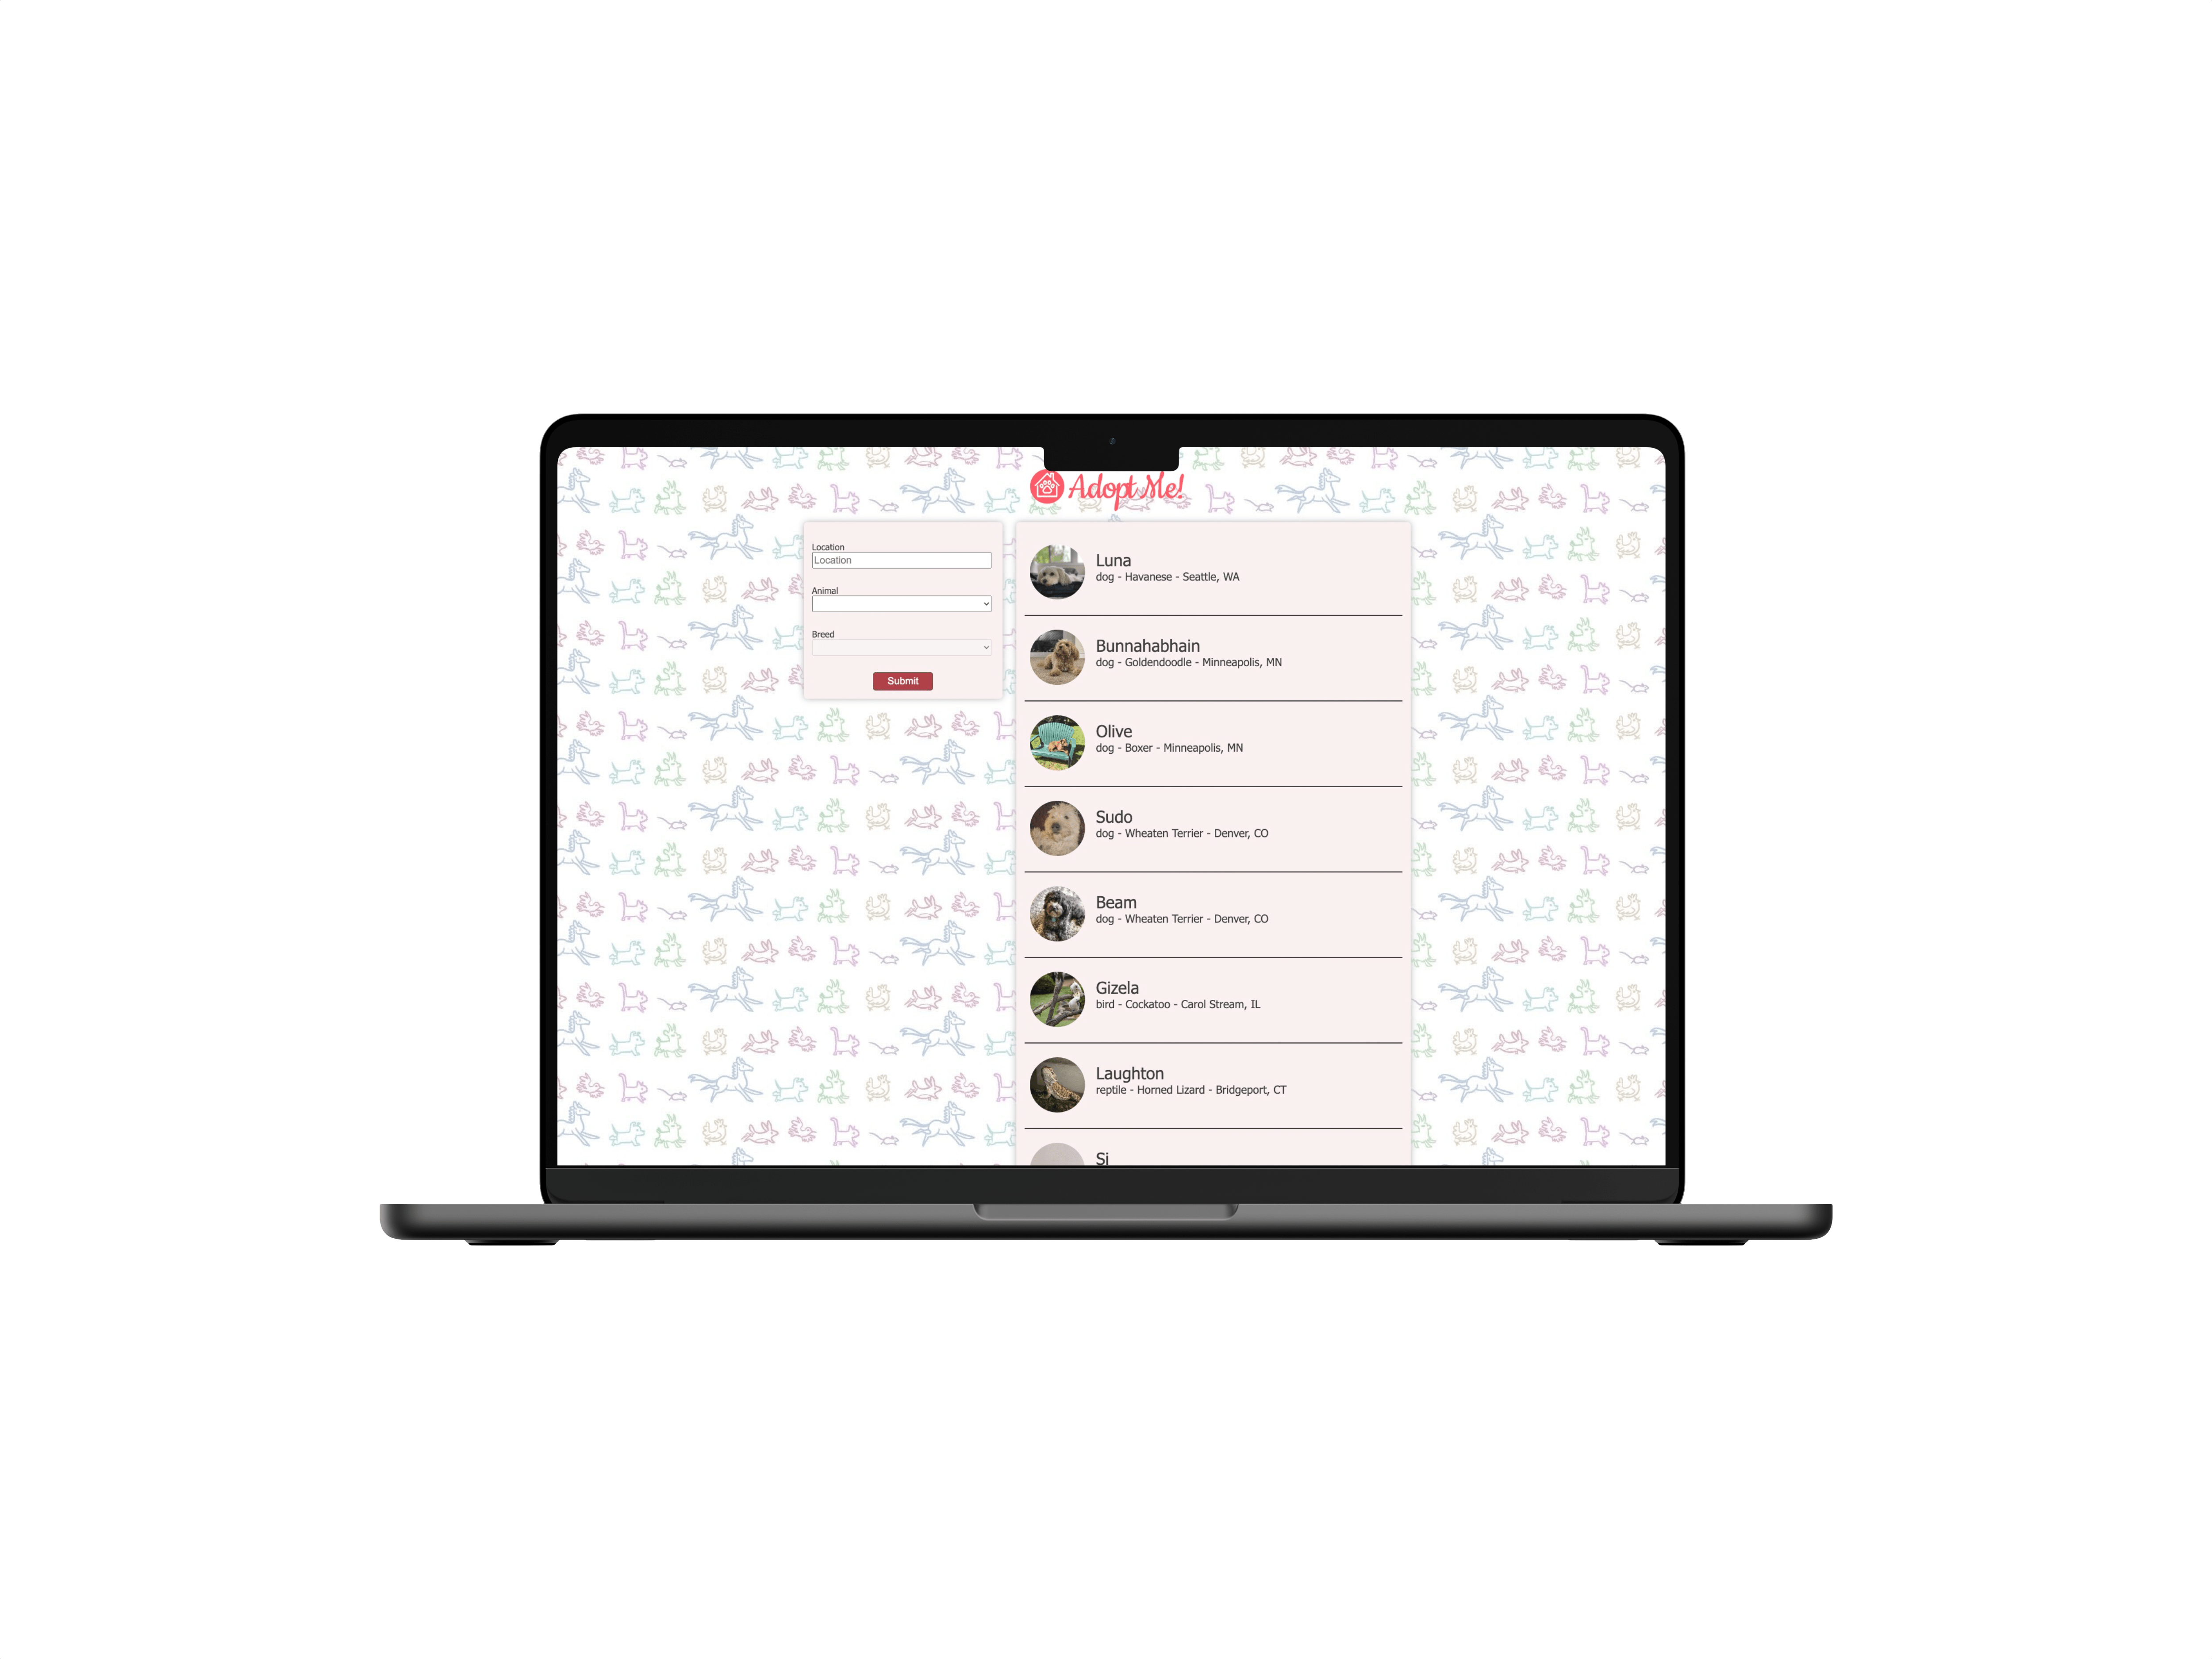 Adopt Me!
Location
Location
Animal
Breed
Submit
Luna
dog - Havanese - Seattle, WA
Bunnahabhain
dog - Goldendoodle - Minneapolis, MN
Olive
dog - Boxer - Minneapolis, MN
Sudo
dog - Wheaten Terrier - Denver, CO
Beam
dog - Wheaten Terrier - Denver, CO
Gizela
bird - Cockatoo - Carol Stream, IL
Laughton
reptile - Horned Lizard - Bridgeport, CT
Si